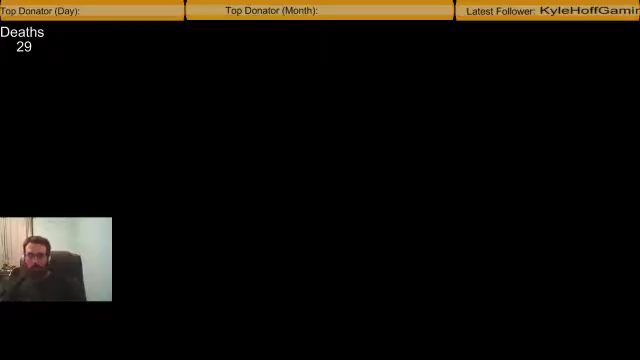 Top Donator (Day):
Top Donator (Month):
Latest Follower: KyleHoffGamin
Deaths
29